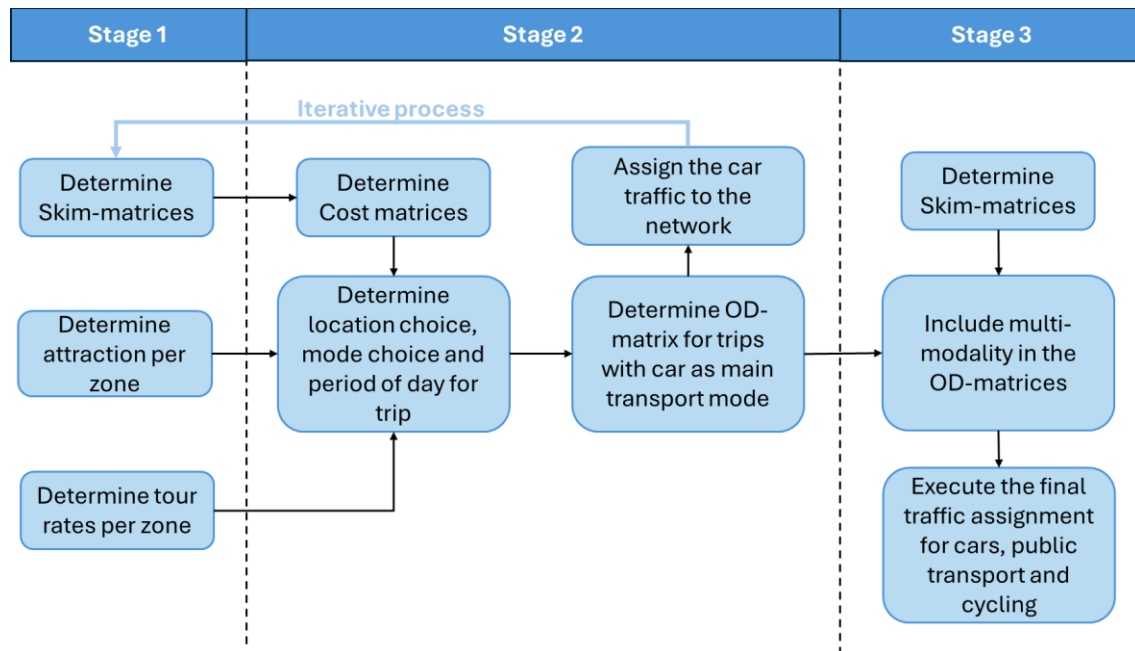 Stage 1
Stage 2
Stage 3
Iterative process
Determine
Skim-matrices
Determine
Cost matrices
Assign the car
traffic to the
network
Determine
Skim-matrices
Determine
attraction per
zone
Determine
location choice,
mode choice and
period of day for
trip
Determine OD-
matrix for trips
with car as main
transport mode
Include multi-
modality in the
OD-matrices
Determine tour
rates per zone
Execute the final
traffic assignment
for cars, public
transport and
cycling